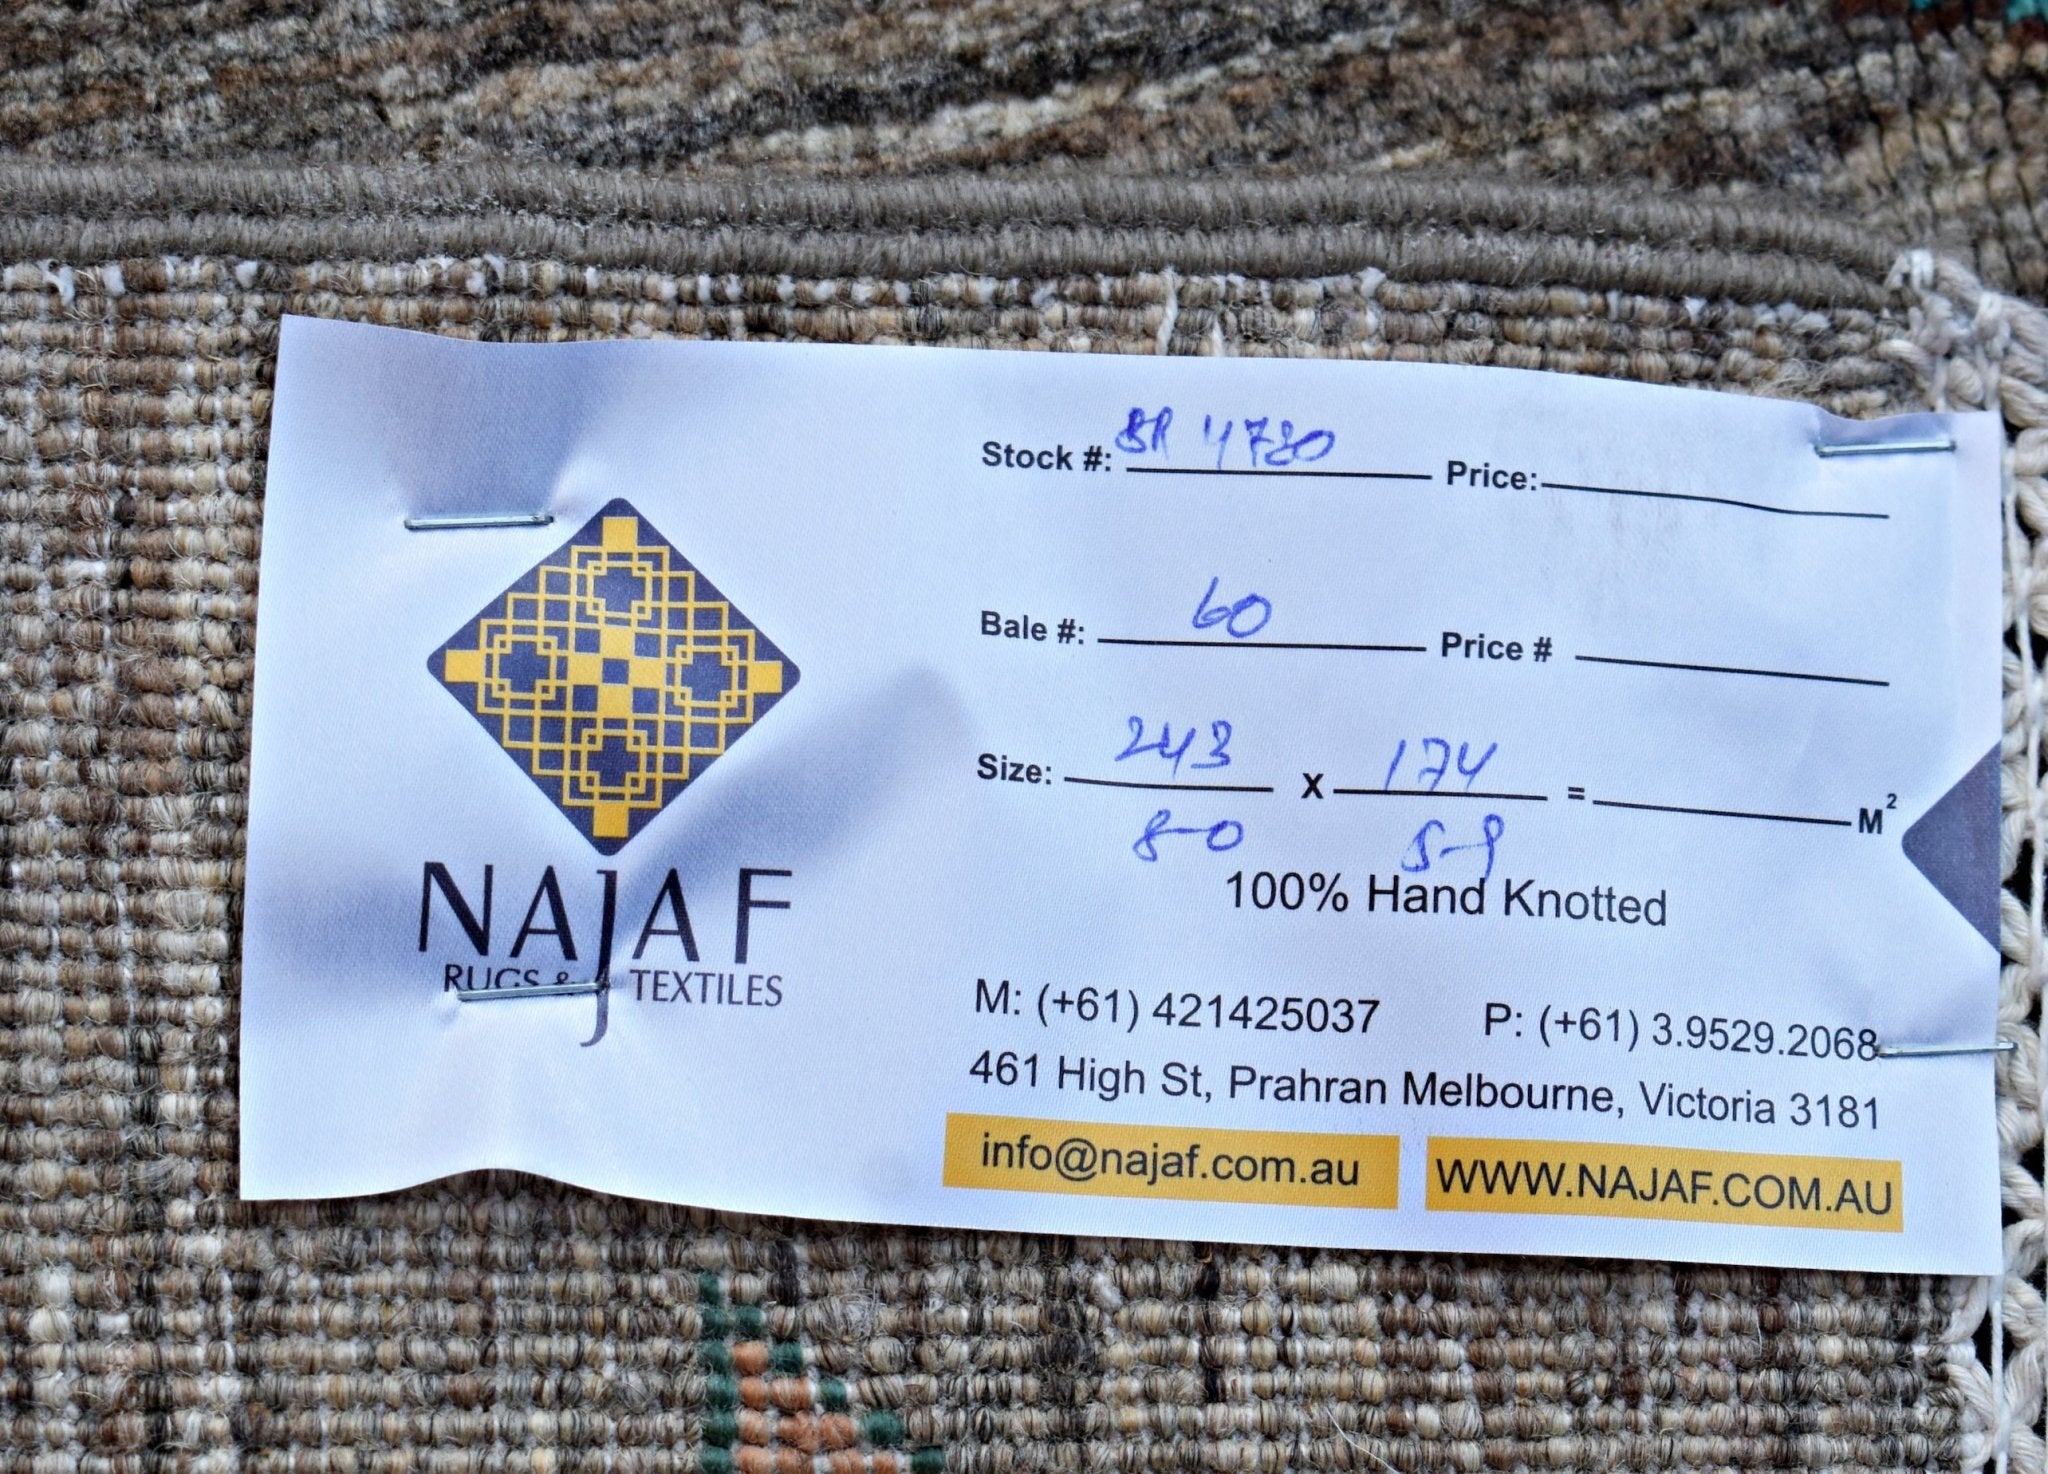 NAJAF
RUGS & TEXTILES
Stock #: SR 4780 Price:
Bale #: 60 Price #
Size: 243 x 174 = M²
8-0 5-9
100% Hand Knotted
M: (+61) 421425037 P: (+61) 3.9529.2068
461 High St, Prahran Melbourne, Victoria 3181
info@najaf.com.au WWW.NAJAF.COM.AU